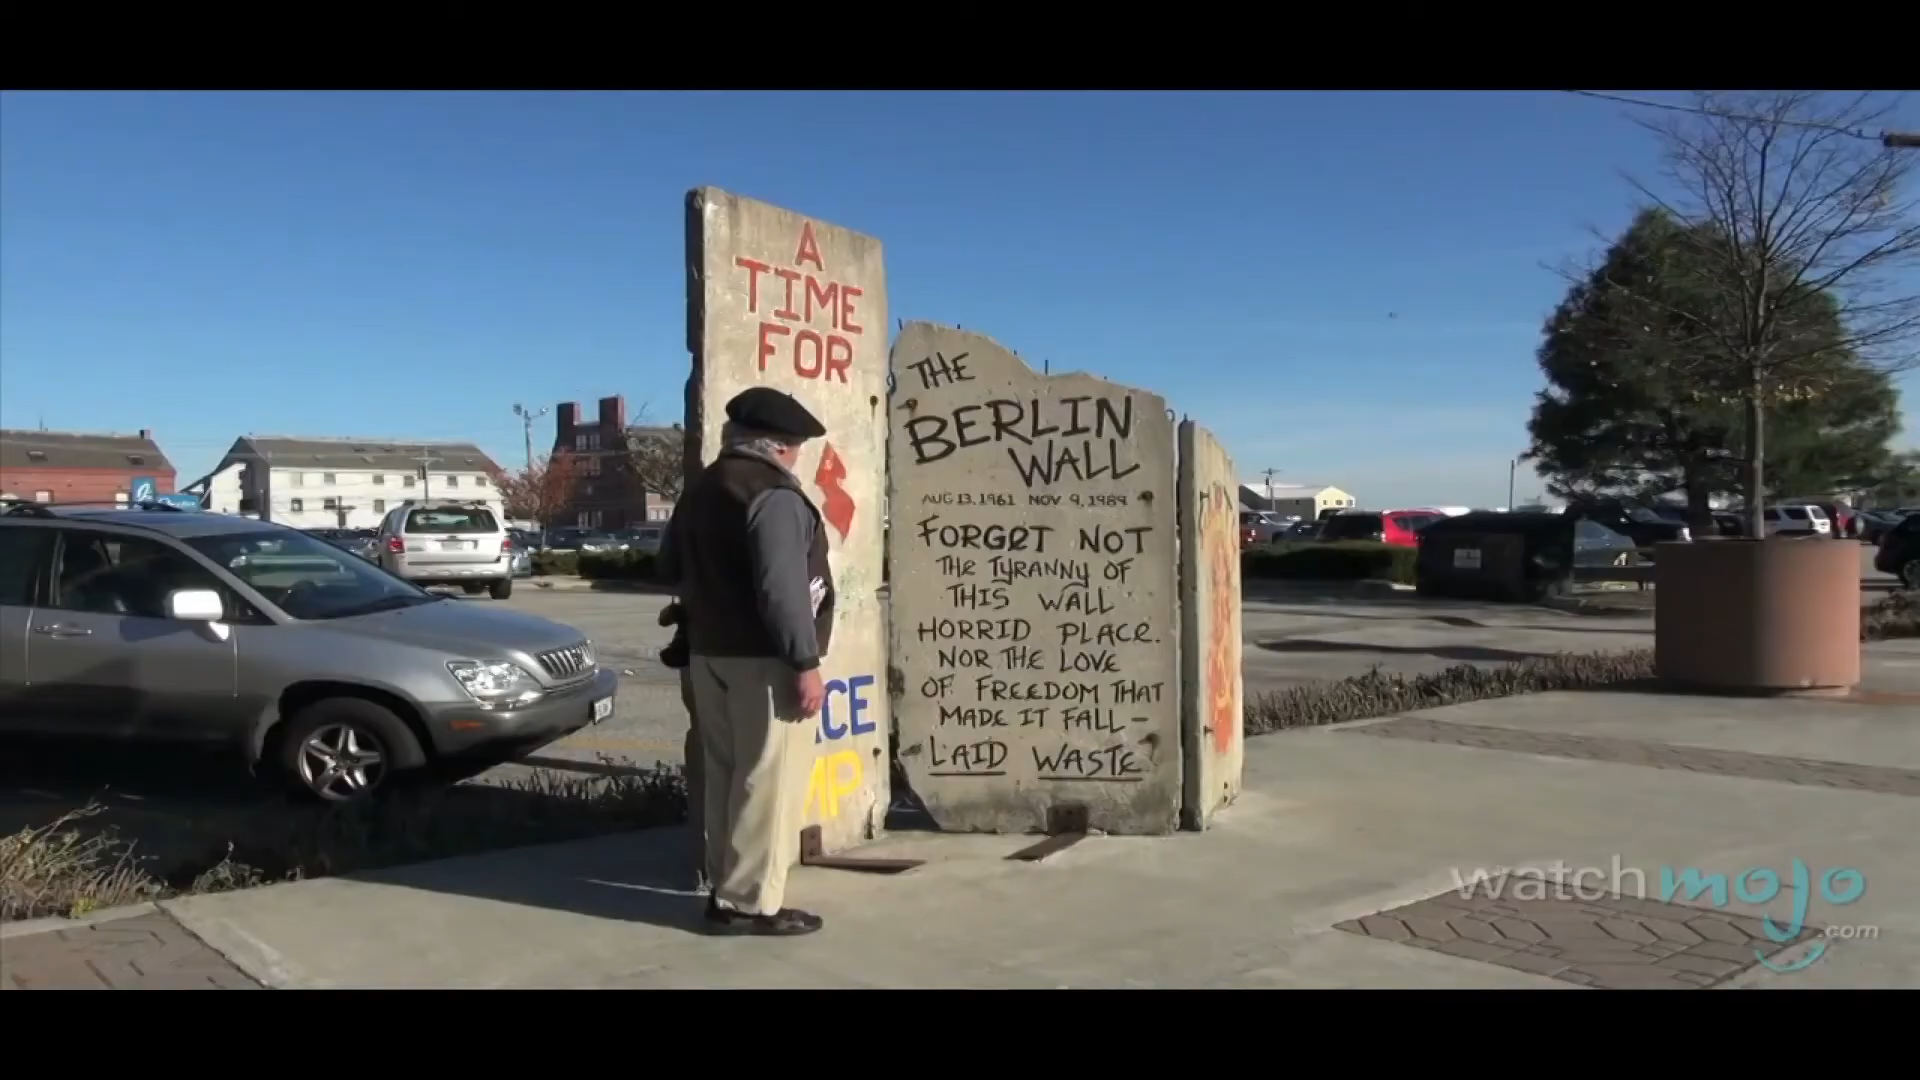 A
TIME
FOR
CE
MP
THE
BERLIN
WALL
AUG 13, 1961 NOV 9, 1989
FORGET NOT
THE TYRANNY OF
THIS WALL
HORRID PLACE.
NOR THE LOVE
OF FREEDOM THAT
MADE IT FALL –
LAID WASTE
watchmojo
.com